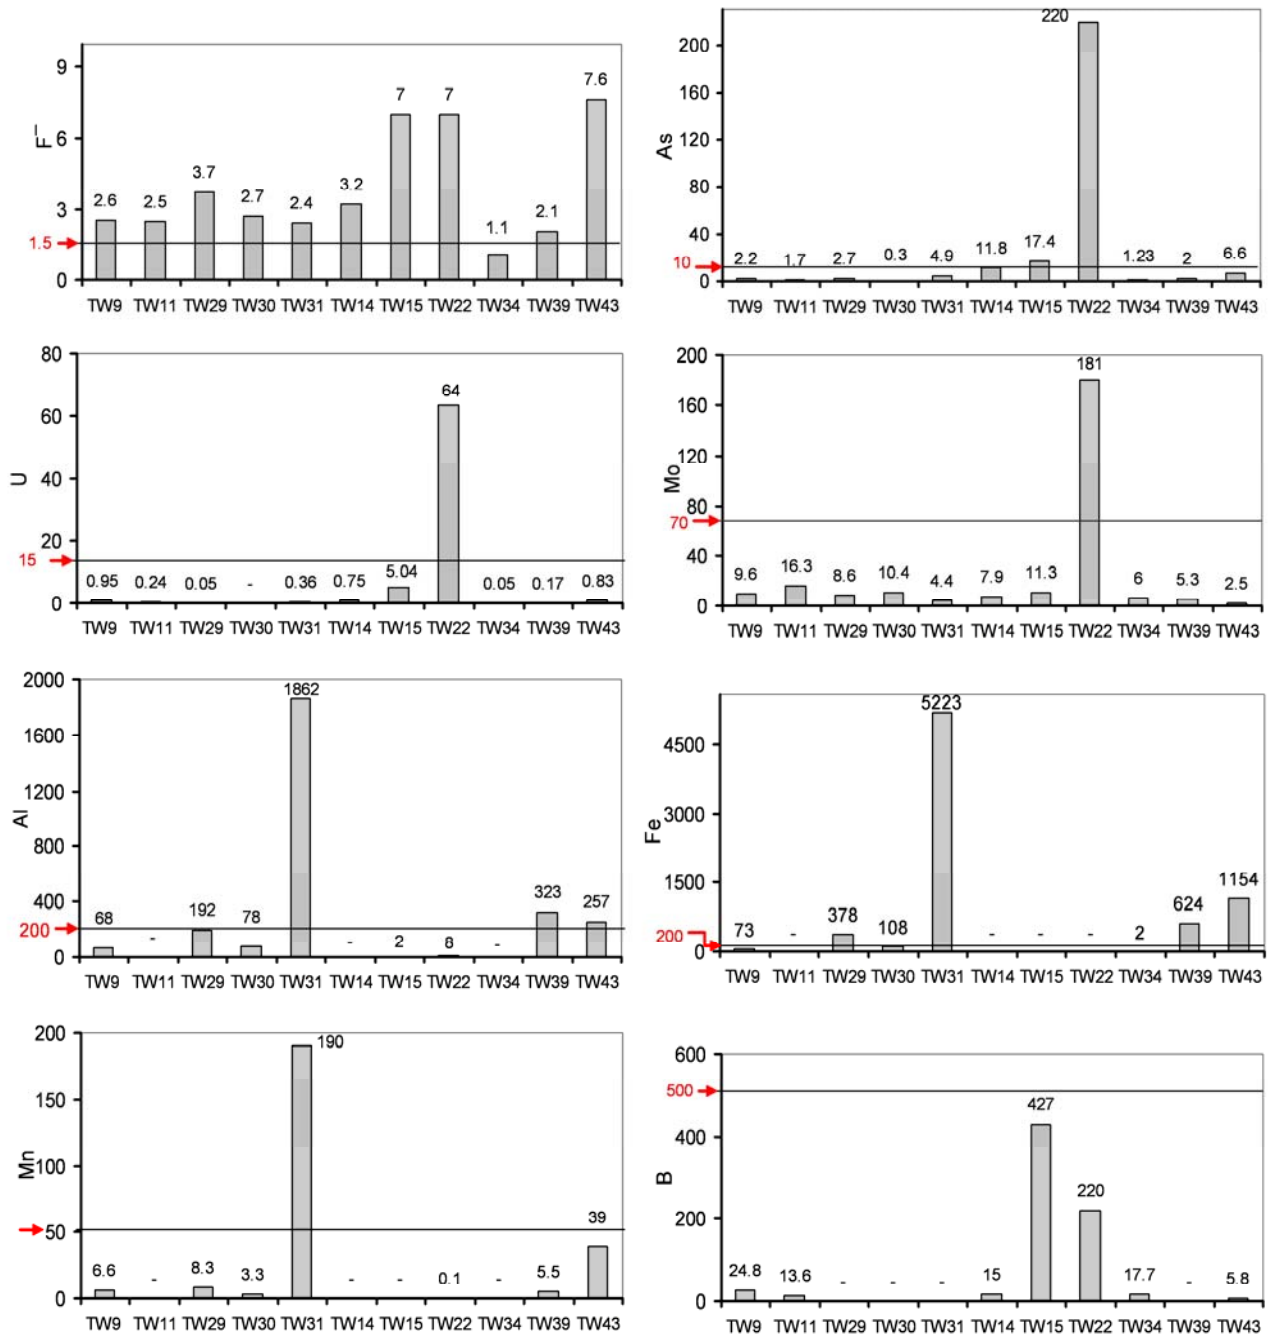 F⁻
9
6
3
0
1.5
2.6 2.5 3.7 2.7 2.4 3.2 7 7 1.1 2.1 7.6
TW9 TW11 TW29 TW30 TW31 TW14 TW15 TW22 TW34 TW39 TW43
As
200
160
120
80
40
0
10
2.2 1.7 2.7 0.3 4.9 11.8 17.4 220 1.23 2 6.6
TW9 TW11 TW29 TW30 TW31 TW14 TW15 TW22 TW34 TW39 TW43
U
80
60
40
20
0
15
0.95 0.24 0.05 - 0.36 0.75 5.04 64 0.05 0.17 0.83
TW9 TW11 TW29 TW30 TW31 TW14 TW15 TW22 TW34 TW39 TW43
Mo
200
160
120
80
40
0
70
9.6 16.3 8.6 10.4 4.4 7.9 11.3 181 6 5.3 2.5
TW9 TW11 TW29 TW30 TW31 TW14 TW15 TW22 TW34 TW39 TW43
Al
2000
1600
1200
800
400
0
200
68 - 192 78 1862 - 2 8 - 323 257
TW9 TW11 TW29 TW30 TW31 TW14 TW15 TW22 TW34 TW39 TW43
Fe
4500
3000
1500
0
200
73 - 378 108 5223 - - - 2 624 1154
TW9 TW11 TW29 TW30 TW31 TW14 TW15 TW22 TW34 TW39 TW43
Mn
200
150
100
50
0
6.6 - 8.3 3.3 190 - - 0.1 - 5.5 39
TW9 TW11 TW29 TW30 TW31 TW14 TW15 TW22 TW34 TW39 TW43
B
600
400
200
0
500
24.8 13.6 - - - 15 427 220 17.7 - 5.8
TW9 TW11 TW29 TW30 TW31 TW14 TW15 TW22 TW34 TW39 TW43